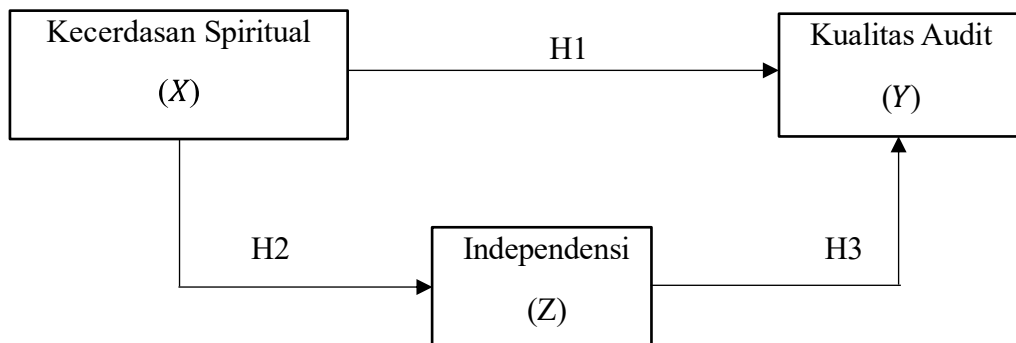 Kecerdasan Spiritual
(X)
H1
Kualitas Audit
(Y)
H2
Independensi
(Z)
H3